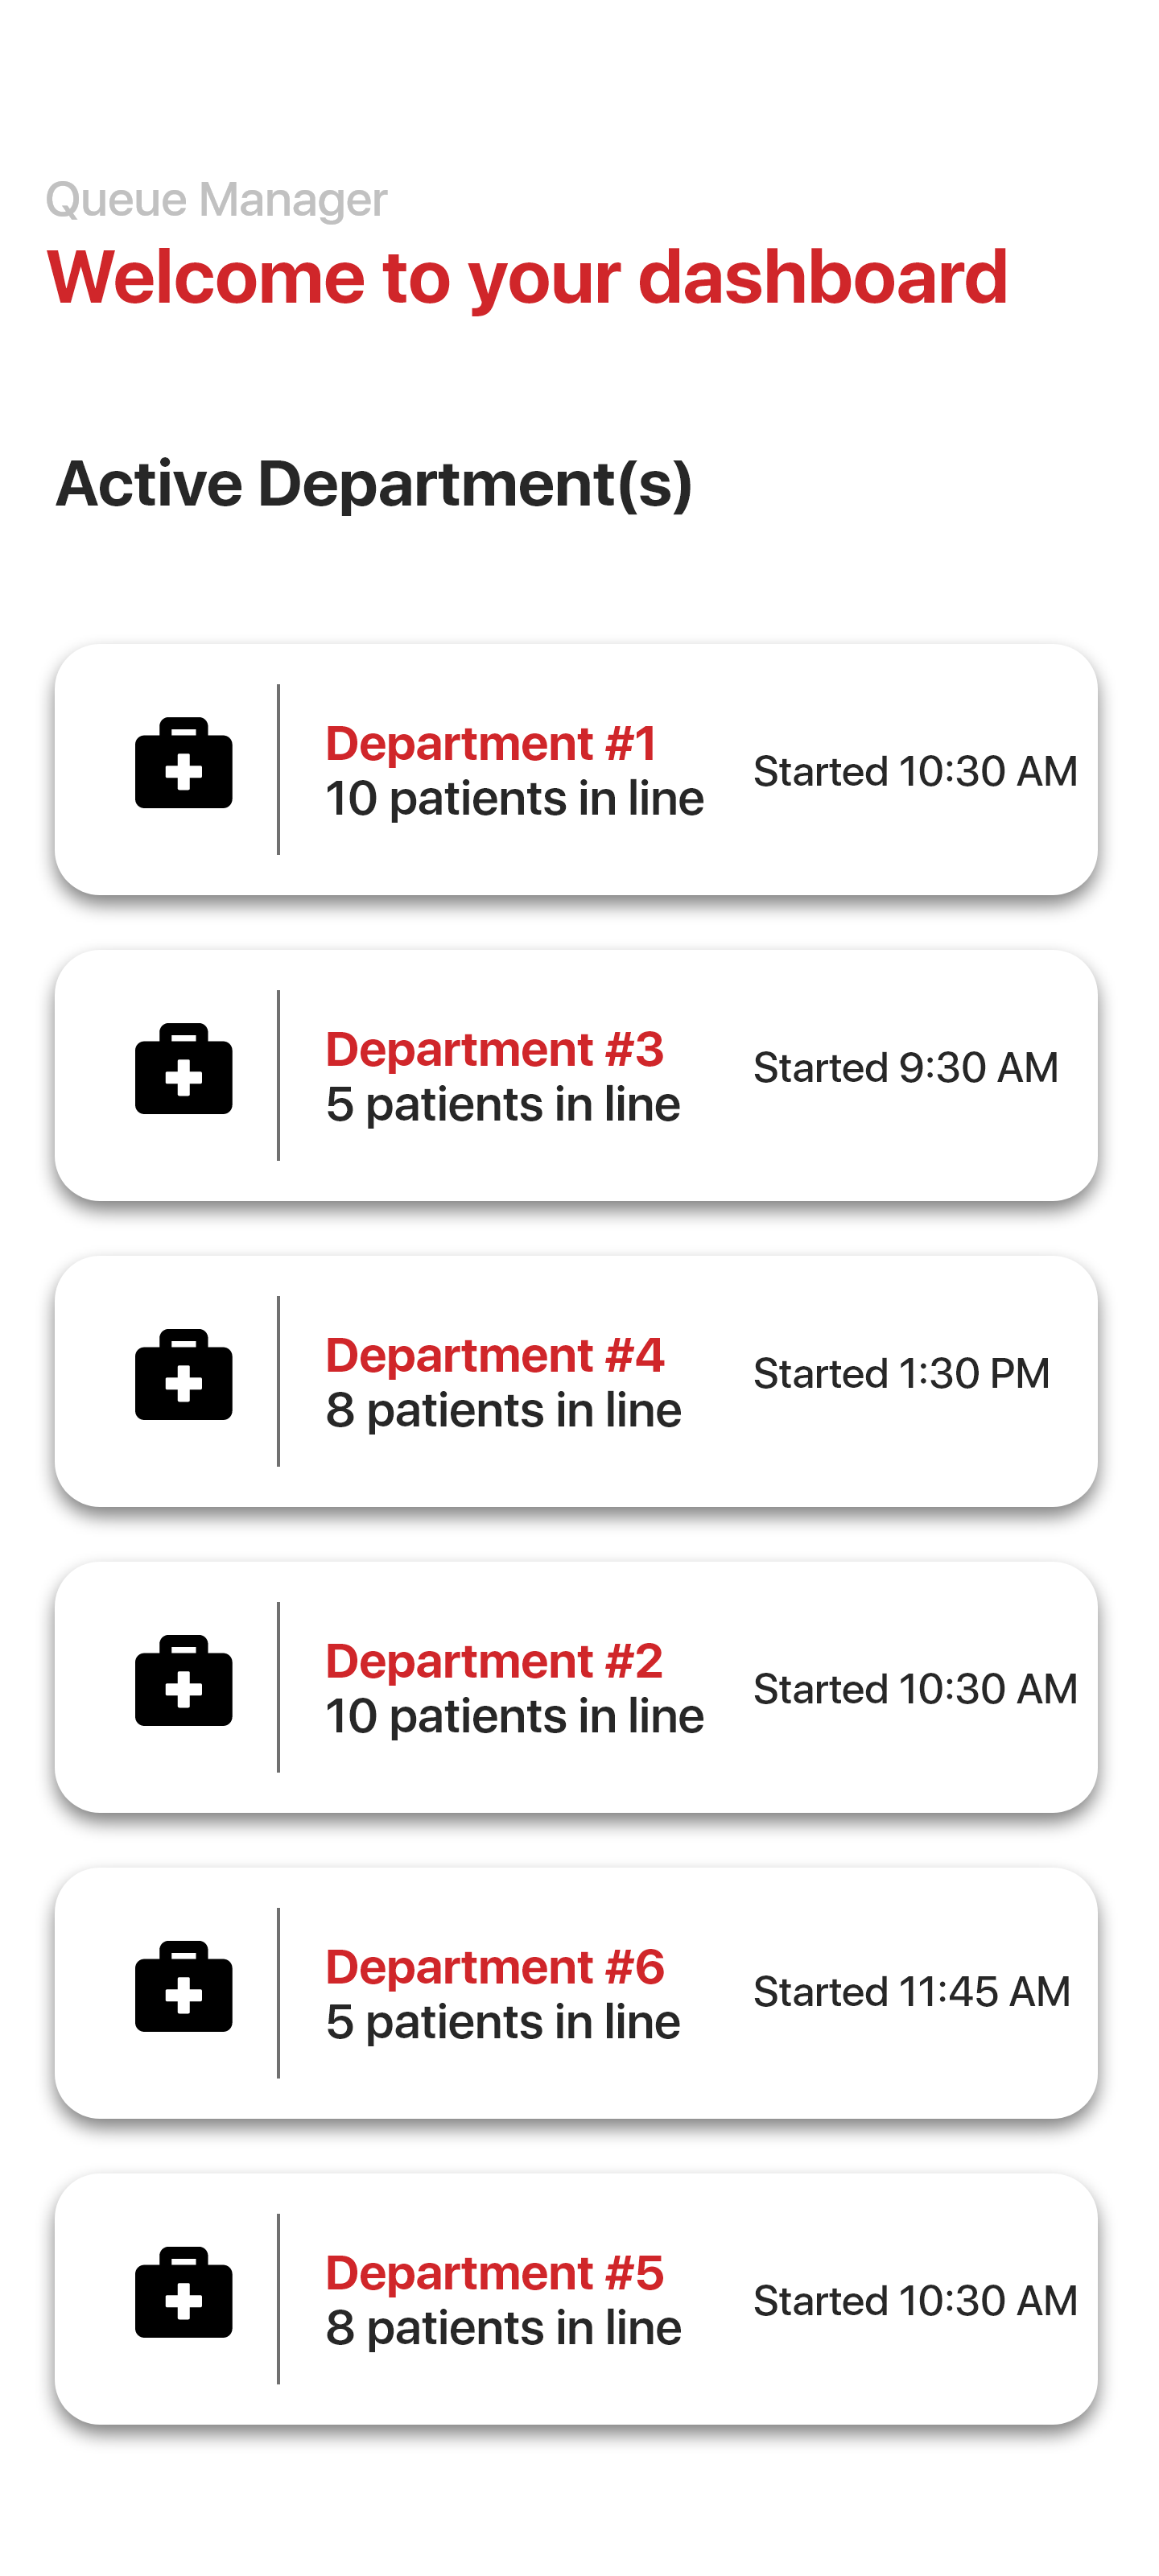 Queue Manager
Welcome to your dashboard
Active Department(s)
Department #1
10 patients in line
Started 10:30 AM
Department #3
5 patients in line
Started 9:30 AM
Department #4
8 patients in line
Started 1:30 PM
Department #2
10 patients in line
Started 10:30 AM
Department #6
5 patients in line
Started 11:45 AM
Department #5
8 patients in line
Started 10:30 AM